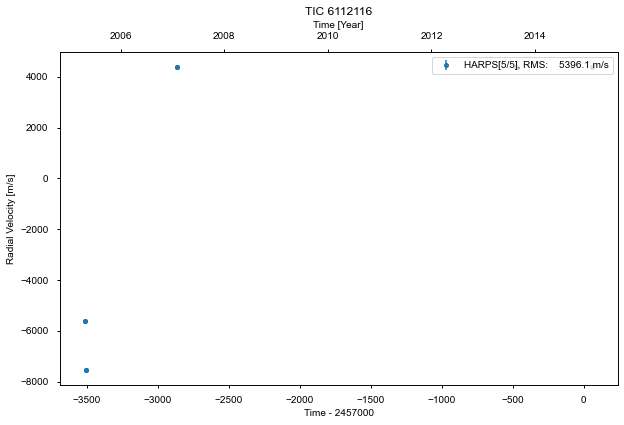 TIC 6112116
Time [Year]
2006 2008 2010 2012 2014
HARPS[5/5], RMS: 5396.1 m/s
Radial Velocity [m/s]
4000
2000
0
−2000
−4000
−6000
−8000
−3500 −3000 −2500 −2000 −1500 −1000 −500 0
Time - 2457000